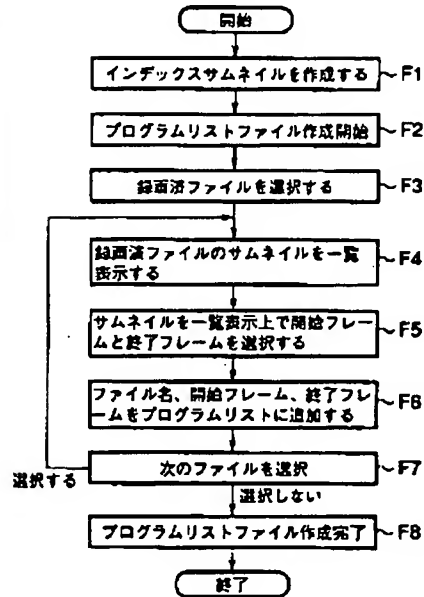 開始
インデックスサムネイルを作成する
F1
プログラムリストファイル作成開始
F2
録画済ファイルを選択する
F3
録画済ファイルのサムネイルを一覧
表示する
F4
サムネイルを一覧表示上で開始フレー
ムと終了フレームを選択する
F5
ファイル名、開始フレーム、終了フレ
ームをプログラムリストに追加する
F6
次のファイルを選択
F7
選択する
選択しない
プログラムリストファイル作成完了
F8
終了